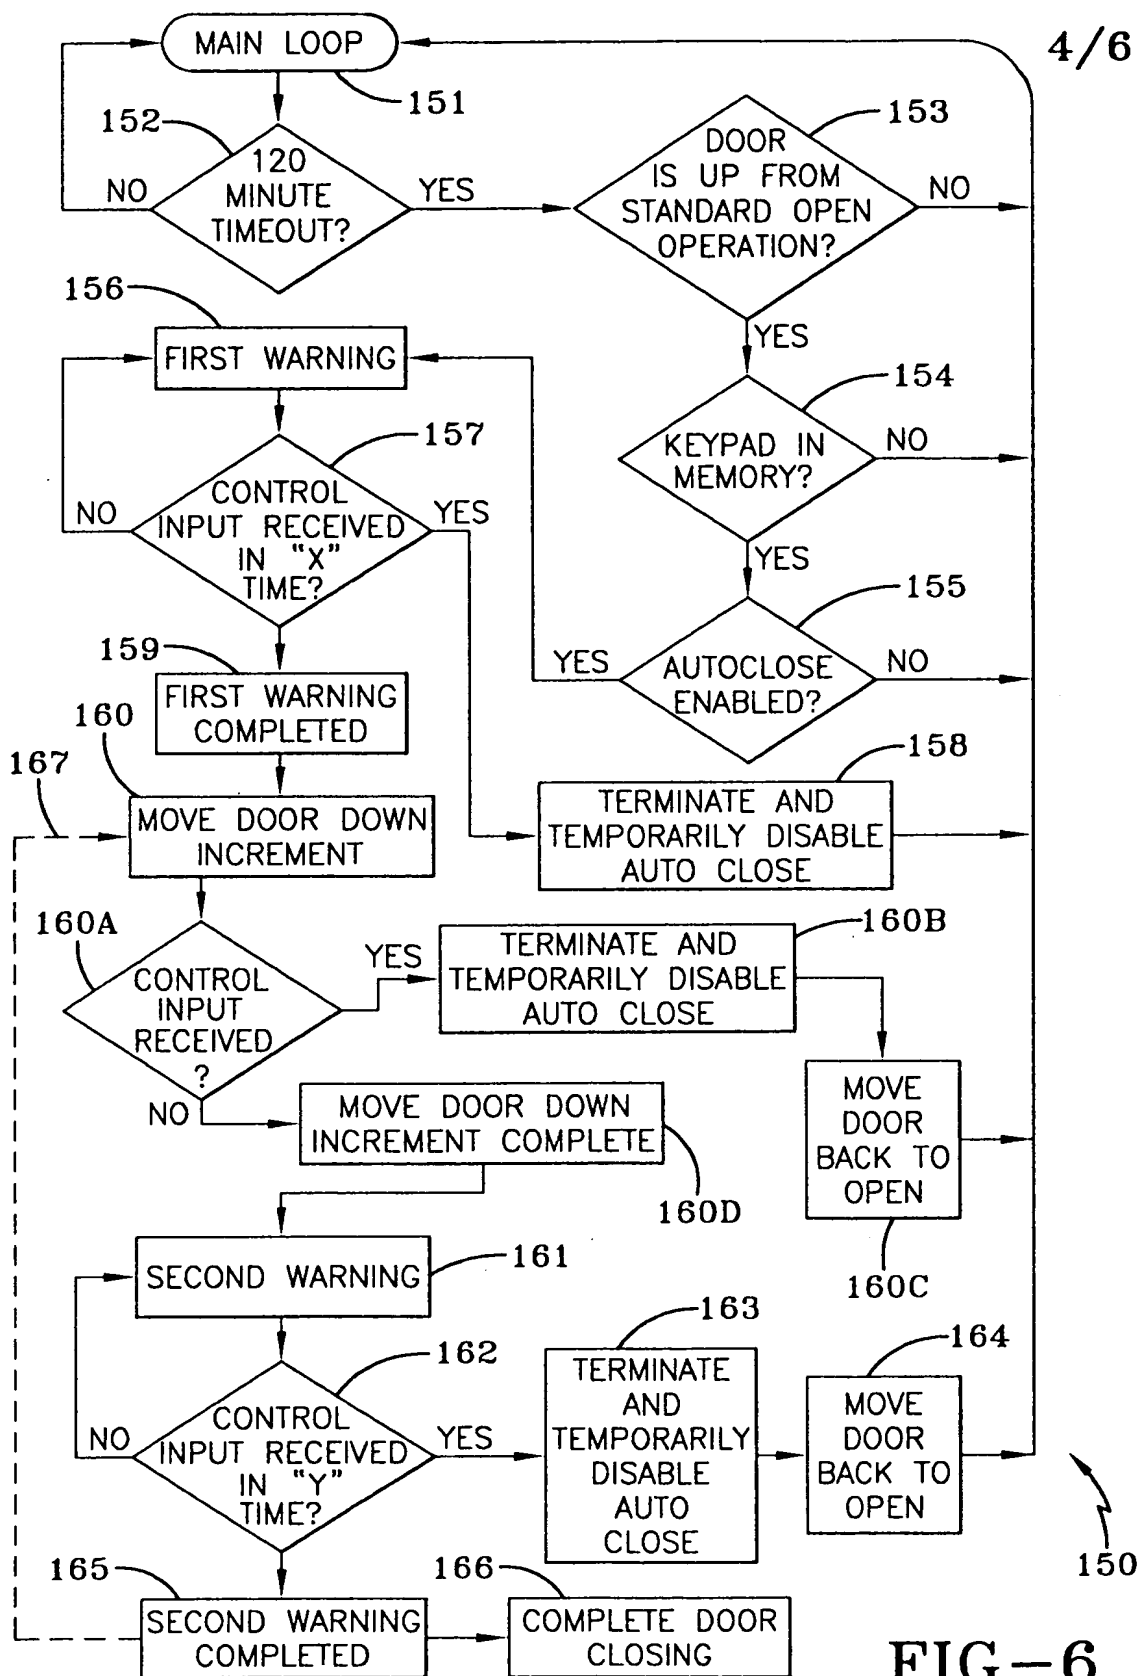 4/6
MAIN LOOP
151
152
120
MINUTE
TIMEOUT?
NO
YES
153
DOOR
IS UP FROM
STANDARD OPEN
OPERATION?
NO
YES
156
FIRST WARNING
154
KEYPAD IN
MEMORY?
NO
YES
157
CONTROL
INPUT RECEIVED
IN "X"
TIME?
NO
YES
155
AUTOCLOSE
ENABLED?
YES
NO
159
FIRST WARNING
COMPLETED
158
TERMINATE AND
TEMPORARILY DISABLE
AUTO CLOSE
160
167
MOVE DOOR DOWN
INCREMENT
160A
CONTROL
INPUT
RECEIVED
?
YES
NO
160B
TERMINATE AND
TEMPORARILY DISABLE
AUTO CLOSE
MOVE DOOR DOWN
INCREMENT COMPLETE
160D
MOVE
DOOR
BACK TO
OPEN
160C
SECOND WARNING
161
162
CONTROL
INPUT RECEIVED
IN "Y"
TIME?
NO
YES
163
TERMINATE
AND
TEMPORARILY
DISABLE
AUTO
CLOSE
164
MOVE
DOOR
BACK TO
OPEN
150
165
SECOND WARNING
COMPLETED
166
COMPLETE DOOR
CLOSING
FIG-6